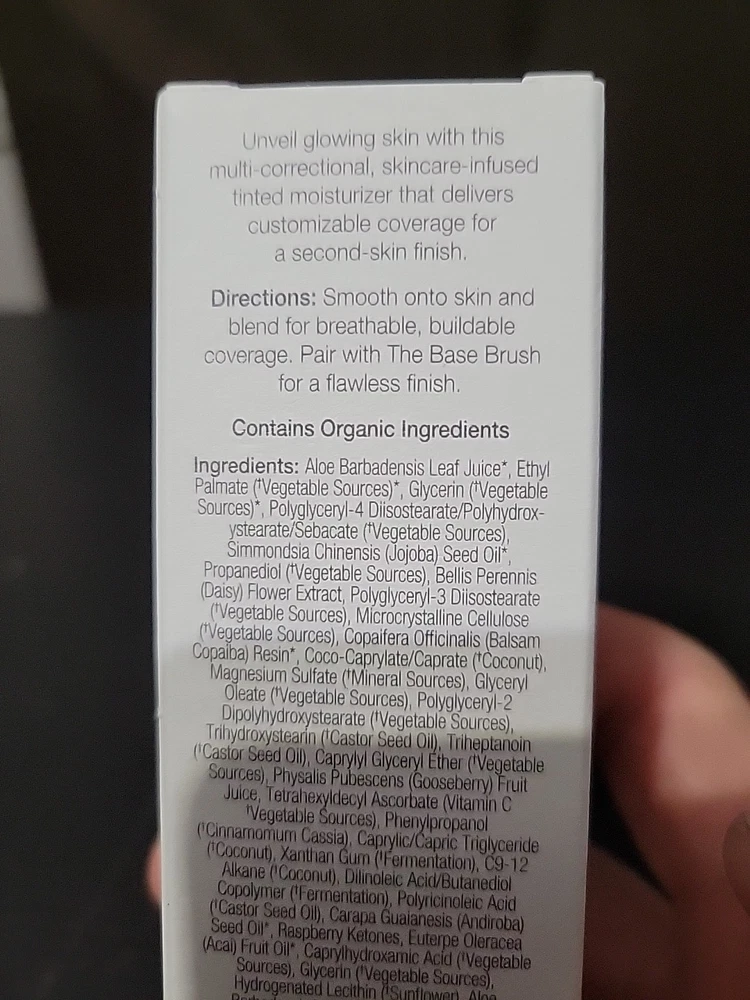 Unveil glowing skin with this
multi-correctional, skincare-infused
tinted moisturizer that delivers
customizable coverage for
a second-skin finish.
Directions: Smooth onto skin and
blend for breathable, buildable
coverage. Pair with The Base Brush
for a flawless finish.
Contains Organic Ingredients
Ingredients: Aloe Barbadensis Leaf Juice*, Ethyl
Palmate (†Vegetable Sources)*, Glycerin (†Vegetable
Sources)*, Polyglyceryl-4 Diisostearate/Polyhydrox-
ystearate/Sebacate (†Vegetable Sources),
Simmondsia Chinensis (Jojoba) Seed Oil*,
Propanediol (†Vegetable Sources), Bellis Perennis
(Daisy) Flower Extract, Polyglyceryl-3 Diisostearate
(†Vegetable Sources), Microcrystalline Cellulose
(†Vegetable Sources), Copaifera Officinalis (Balsam
Copaiba) Resin*, Coco-Caprylate/Caprate (†Coconut),
Magnesium Sulfate (†Mineral Sources), Glyceryl
Oleate (†Vegetable Sources), Polyglyceryl-2
Dipolyhydroxystearate (†Vegetable Sources),
Trihydroxystearin (†Castor Seed Oil), Triheptanoin
(†Castor Seed Oil), Caprylyl Glyceryl Ether (†Vegetable
Sources), Physalis Pubescens (Gooseberry) Fruit
Juice, Tetrahexyldecyl Ascorbate (Vitamin C
†Vegetable Sources), Phenylpropanol
(†Cinnamomum Cassia), Caprylic/Capric Triglyceride
(†Coconut), Xanthan Gum (†Fermentation), C9-12
Alkane (†Coconut), Dilinoleic Acid/Butanediol
Copolymer (†Fermentation), Polyricinoleic Acid
(†Castor Seed Oil), Carapa Guaianesis (Andiroba)
Seed Oil*, Raspberry Ketones, Euterpe Oleracea
(Acai) Fruit Oil*, Caprylhydroxamic Acid (†Vegetable
Sources), Glycerin (†Vegetable Sources),
Hydrogenated Lecithin (†Sunflower), Aloe